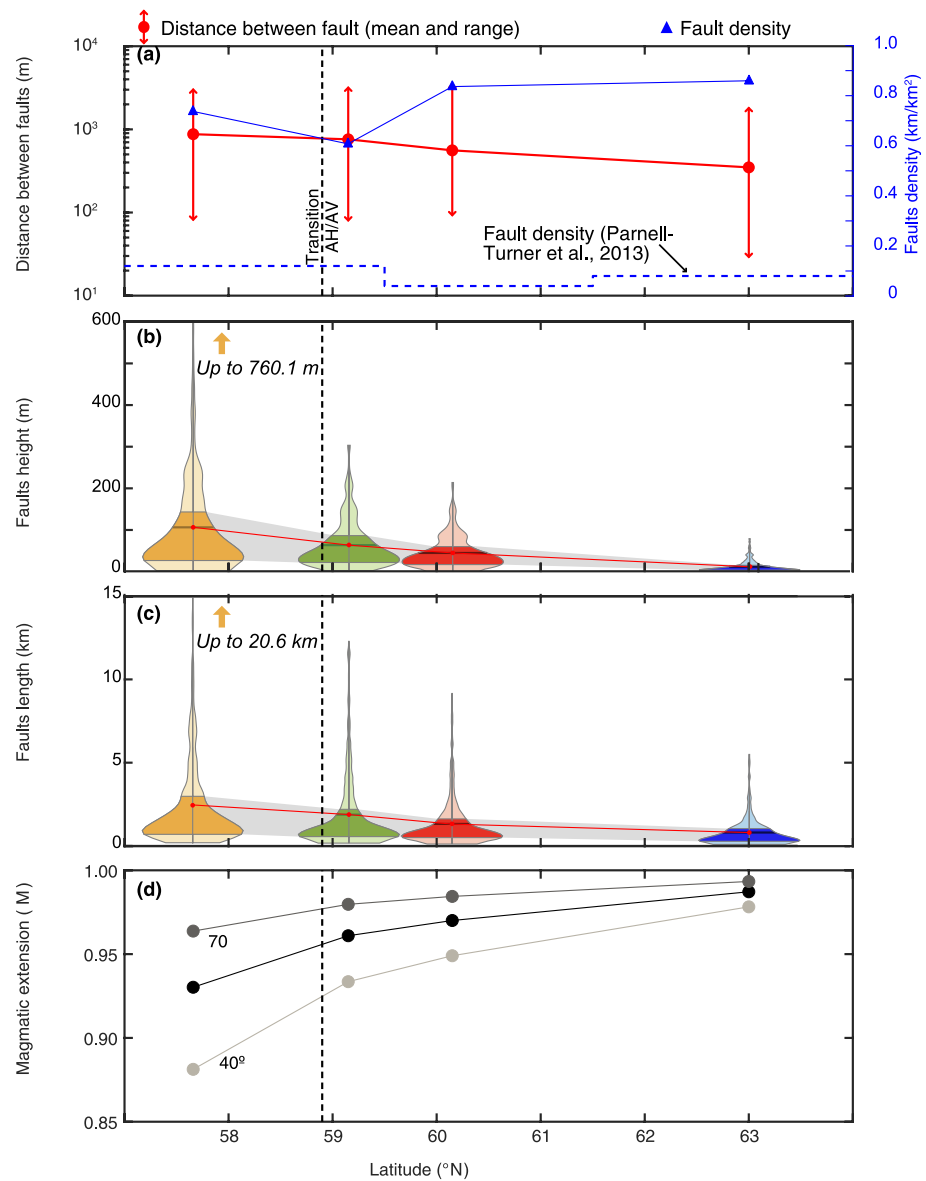 Distance between fault (mean and range)
Fault density
(a)
Distance between faults (m)
10⁴
10³
10²
10¹
1.0
0.8
0.6
0.4
0.2
0
Faults density (km/km²)
Transition
AH/AV
Fault density (Parnell-
Turner et al., 2013)
(b)
Faults height (m)
600
400
200
0
Up to 760.1 m
(c)
Faults length (km)
15
10
5
0
Up to 20.6 km
(d)
Magmatic extension ( M)
1.00
0.95
0.90
0.85
70
40º
58
59
60
61
62
63
Latitude (°N)